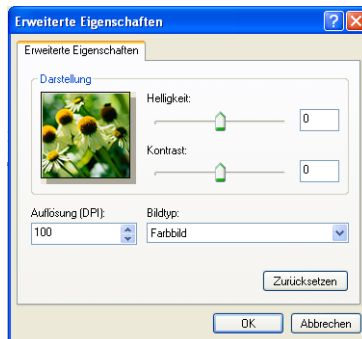 Erweiterte Eigenschaften
Erweiterte Eigenschaften
Darstellung
Helligkeit:
0
Kontrast:
0
Auflösung (DPI):
Bildtyp:
100
Farbbild
Zurücksetzen
OK
Abbrechen